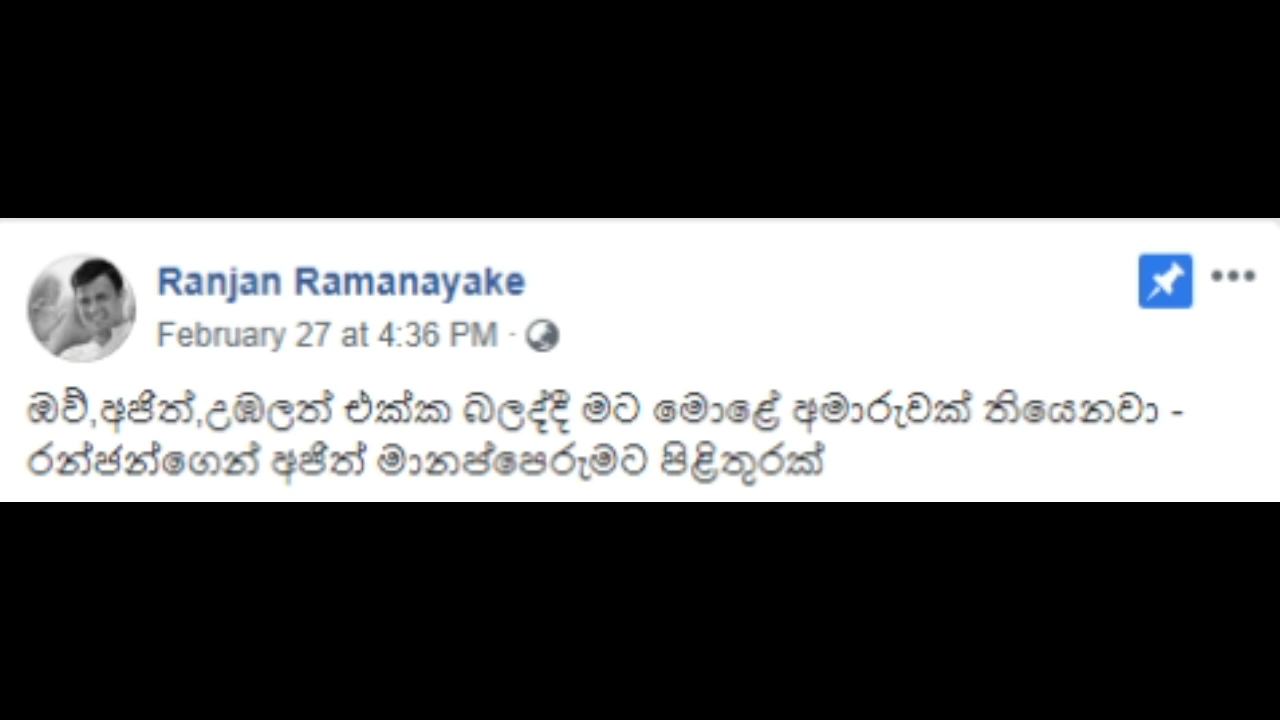 Ranjan Ramanayake
February 27 at 4:36 PM ·
ඔව්,අජිත්,උඹලත් එක්ක බලද්දී මට මොළේ අමාරුවක් තියෙනවා -
රන්ජන්ගෙන් අජිත් මානප්පෙරුමට පිළිතුරක්